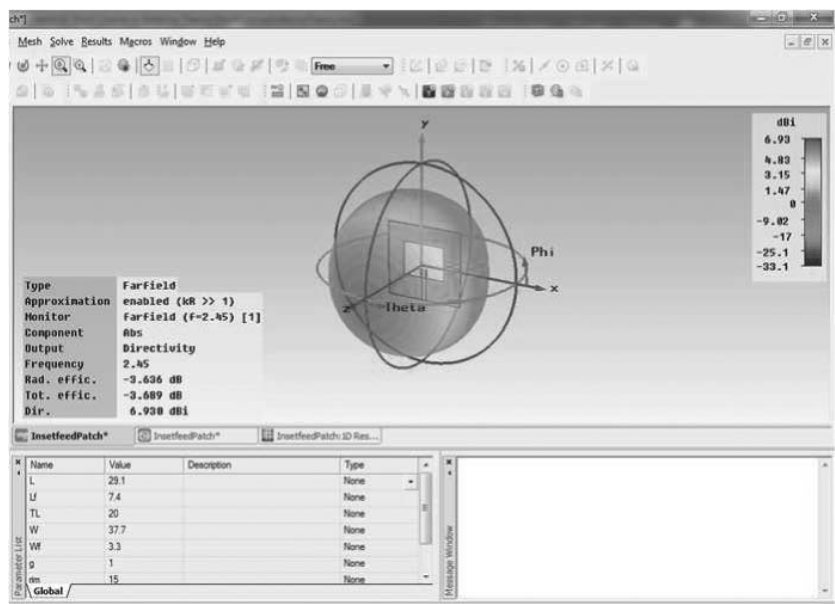 ch*]
Mesh Solve Results Macros Window Help
Free
y
Phi
x
z
Theta
dBi
6.93
4.83
3.15
1.47
0
-9.02
-17
-25.1
-33.1
Type Farfield
Approximation enabled (kR >> 1)
Monitor farfield (f=2.45) [1]
Component Abs
Output Directivity
Frequency 2.45
Rad. effic. -3.636 dB
Tot. effic. -3.689 dB
Dir. 6.930 dBi
InsetfeedPatch* InsetfeedPatch* InsetfeedPatch: 1D Res...
Name Value Description Type
L 29.1 None
Lf 7.4 None
TL 20 None
W 37.7 None
Wf 3.3 None
g 1 None
15 None
Global
Parameter List
Message Window